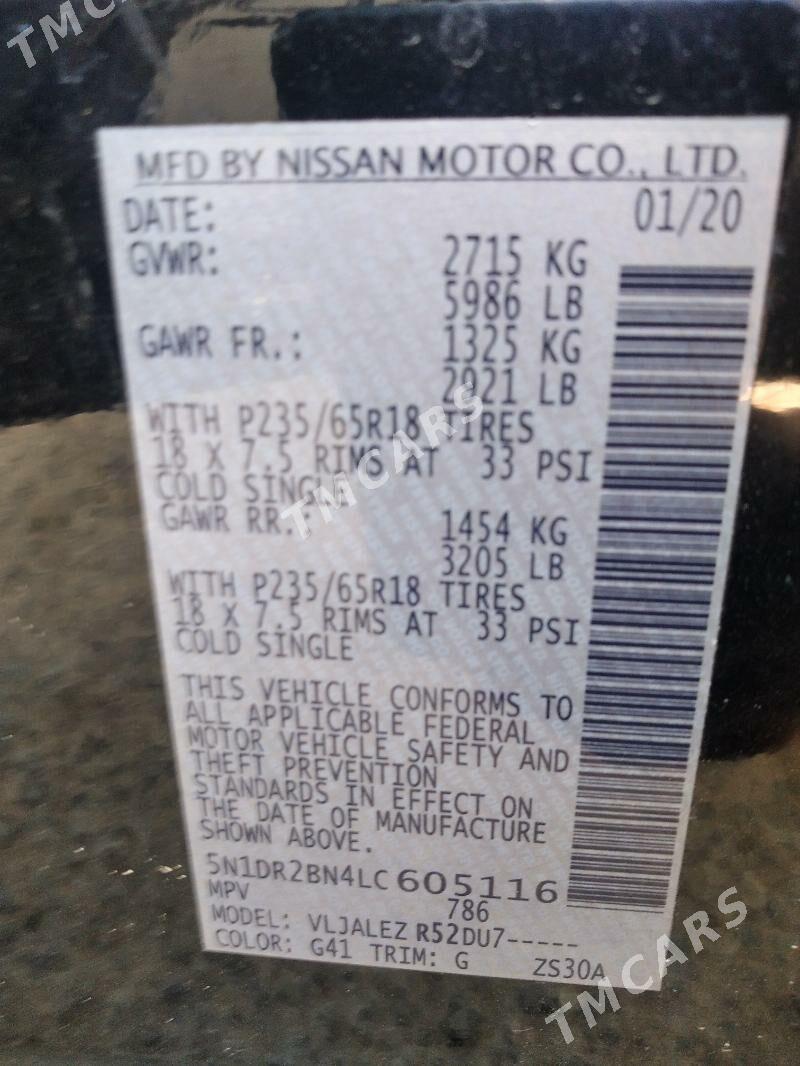 TMCARS
MFD BY NISSAN MOTOR CO., LTD.
DATE: 01/20
GVWR: 2715 KG
5986 LB
GAWR FR.: 1325 KG
2921 LB
WITH P235/65R18 TIRES
18 X 7.5 RIMS AT 33 PSI
COLD SINGLE
TMCARS
GAWR RR.: 1454 KG
3205 LB
WITH P235/65R18 TIRES
18 X 7.5 RIMS AT 33 PSI
COLD SINGLE
THIS VEHICLE CONFORMS TO
ALL APPLICABLE FEDERAL
MOTOR VEHICLE SAFETY AND
THEFT PREVENTION
STANDARDS IN EFFECT ON
THE DATE OF MANUFACTURE
SHOWN ABOVE.
5N1DR2BN4LC605116
MPV 786
MODEL: VLJALEZ R52DU7-----
COLOR: G41 TRIM: G ZS30A
TMCARS